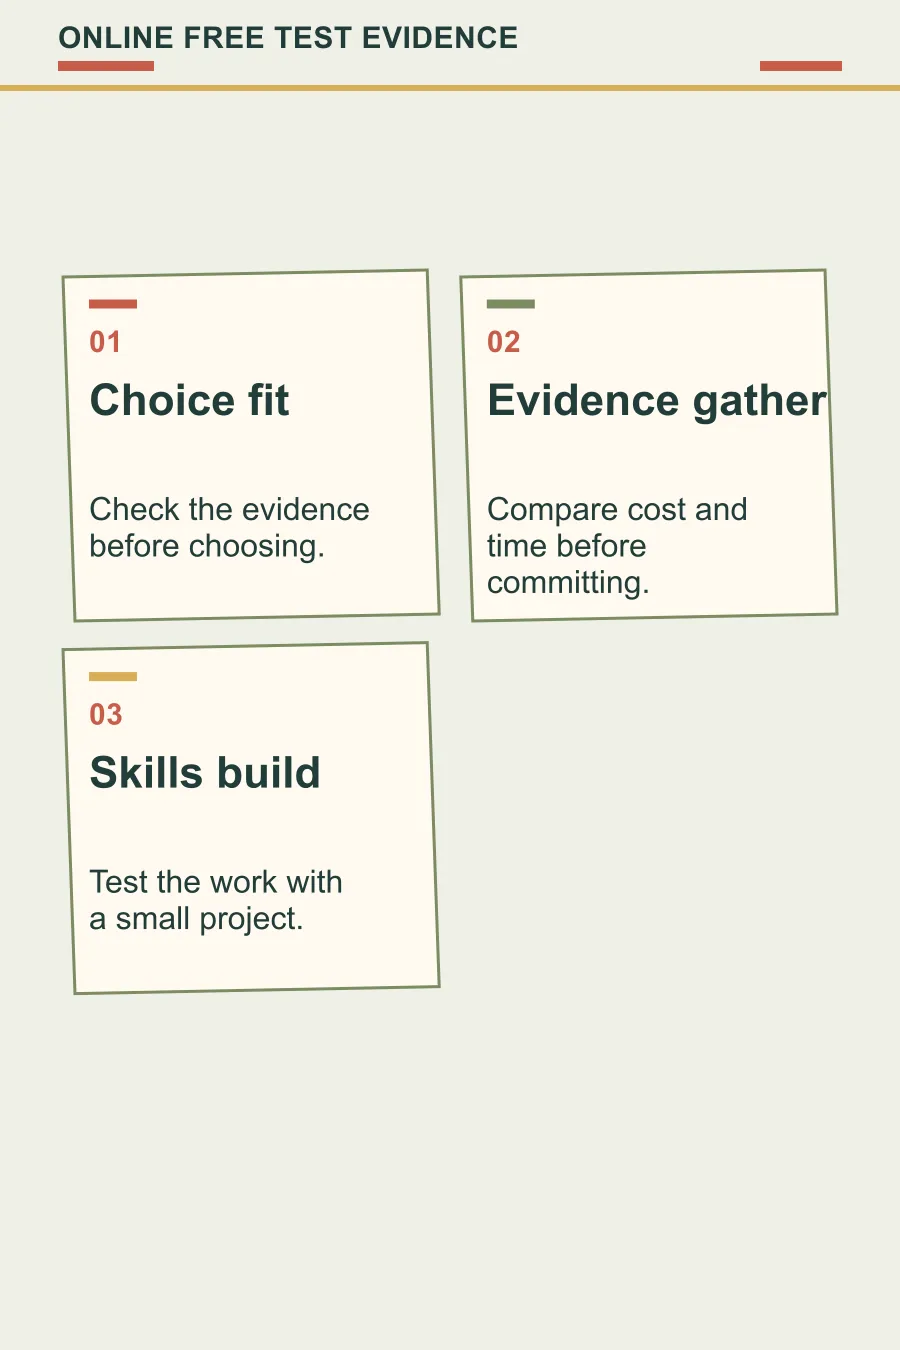 ONLINE FREE TEST EVIDENCE
01
Choice fit
Check the evidence
before choosing.
02
Evidence gather
Compare cost and
time before
committing.
03
Skills build
Test the work with
a small project.